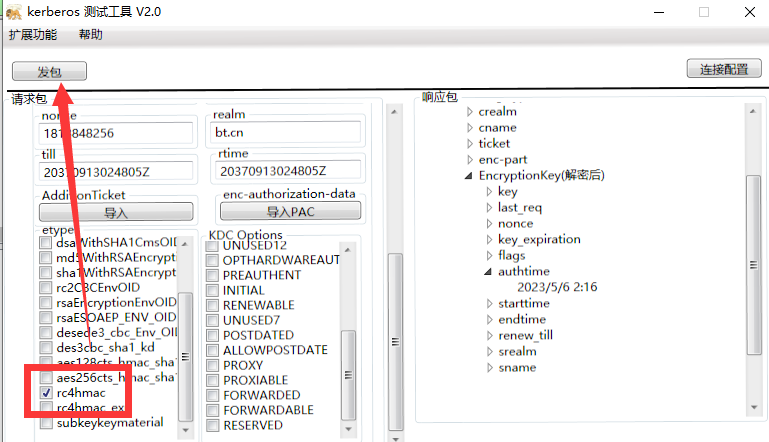 kerberos 测试工具 V2.0
扩展功能 帮助
发包
连接配置
请求包
nonce
realm
bt.cn
till
rtime
20370913024805Z
20370913024805Z
AdditionTicket
enc-authorization-data
导入
导入PAC
etype
dsaWithSHA1CmsOID
md5WithRSAEncrypt
sha1WithRSAEncrypt
rc2CBCEnvOID
rsaEncryptionEnvOID
rsaESOAEP_ENV_OID
desede3_cbc_Env_OID
des3cbc_sha1_kd
aes128cts_hmac_sha1
aes256cts_hmac_sha1
rc4hmac
rc4hmac_ex
subkeykeymaterial
KDC Options
UNUSED12
OPTHARDWAREAUT
PREAUTHENT
INITIAL
RENEWABLE
UNUSED7
POSTDATED
ALLOWPOSTDATE
PROXY
PROXIABLE
FORWARDED
FORWARDABLE
RESERVED
响应包
crealm
cname
ticket
enc-part
EncryptionKey(解密后)
key
last_req
nonce
key_expiration
flags
authtime
2023/5/6 2:16
starttime
endtime
renew_till
srealm
sname